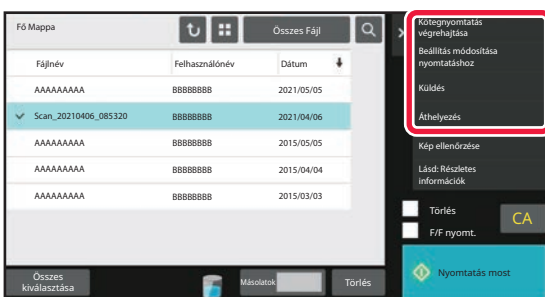 Fő Mappa
Összes Fájl
Fájlnév Felhasználónév Dátum
AAAAAAAAA BBBBBBBB 2021/05/05
Scan_20210406_085320 BBBBBBBB 2021/04/06
AAAAAAAAA BBBBBBBB 2015/05/05
AAAAAAAAA BBBBBBBB 2015/04/04
AAAAAAAAA BBBBBBBB 2015/03/03
Összes
kiválasztása
Másolatok
Törlés
Kötegnyomtatás
végrehajtása
Beállítás módosítása
nyomtatáshoz
Küldés
Áthelyezés
Kép ellenőrzése
Lásd: Részletes
információk
Törlés
F/F nyomt.
CA
Nyomtatás most